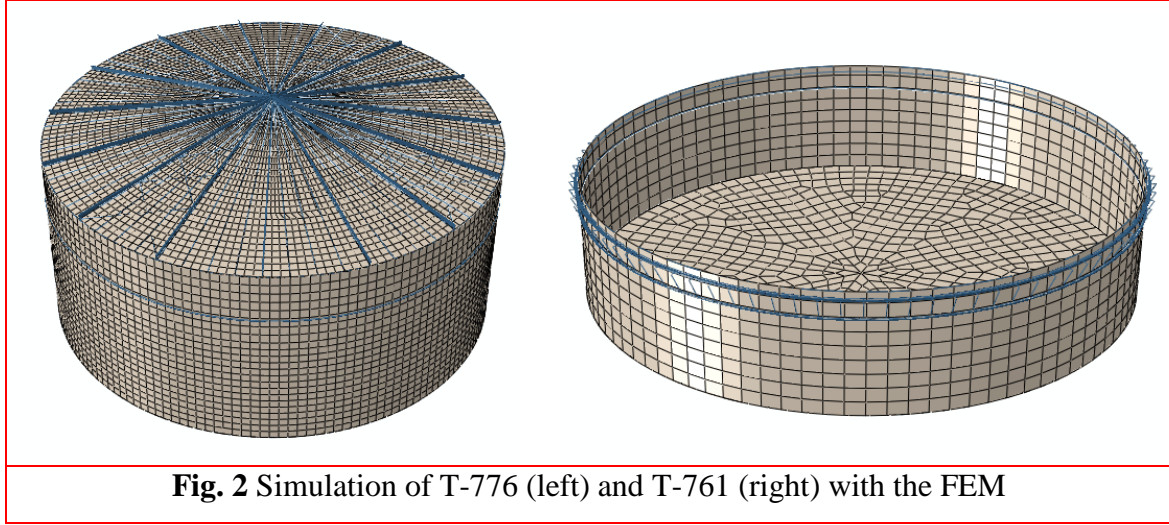 Fig. 2 Simulation of T-776 (left) and T-761 (right) with the FEM